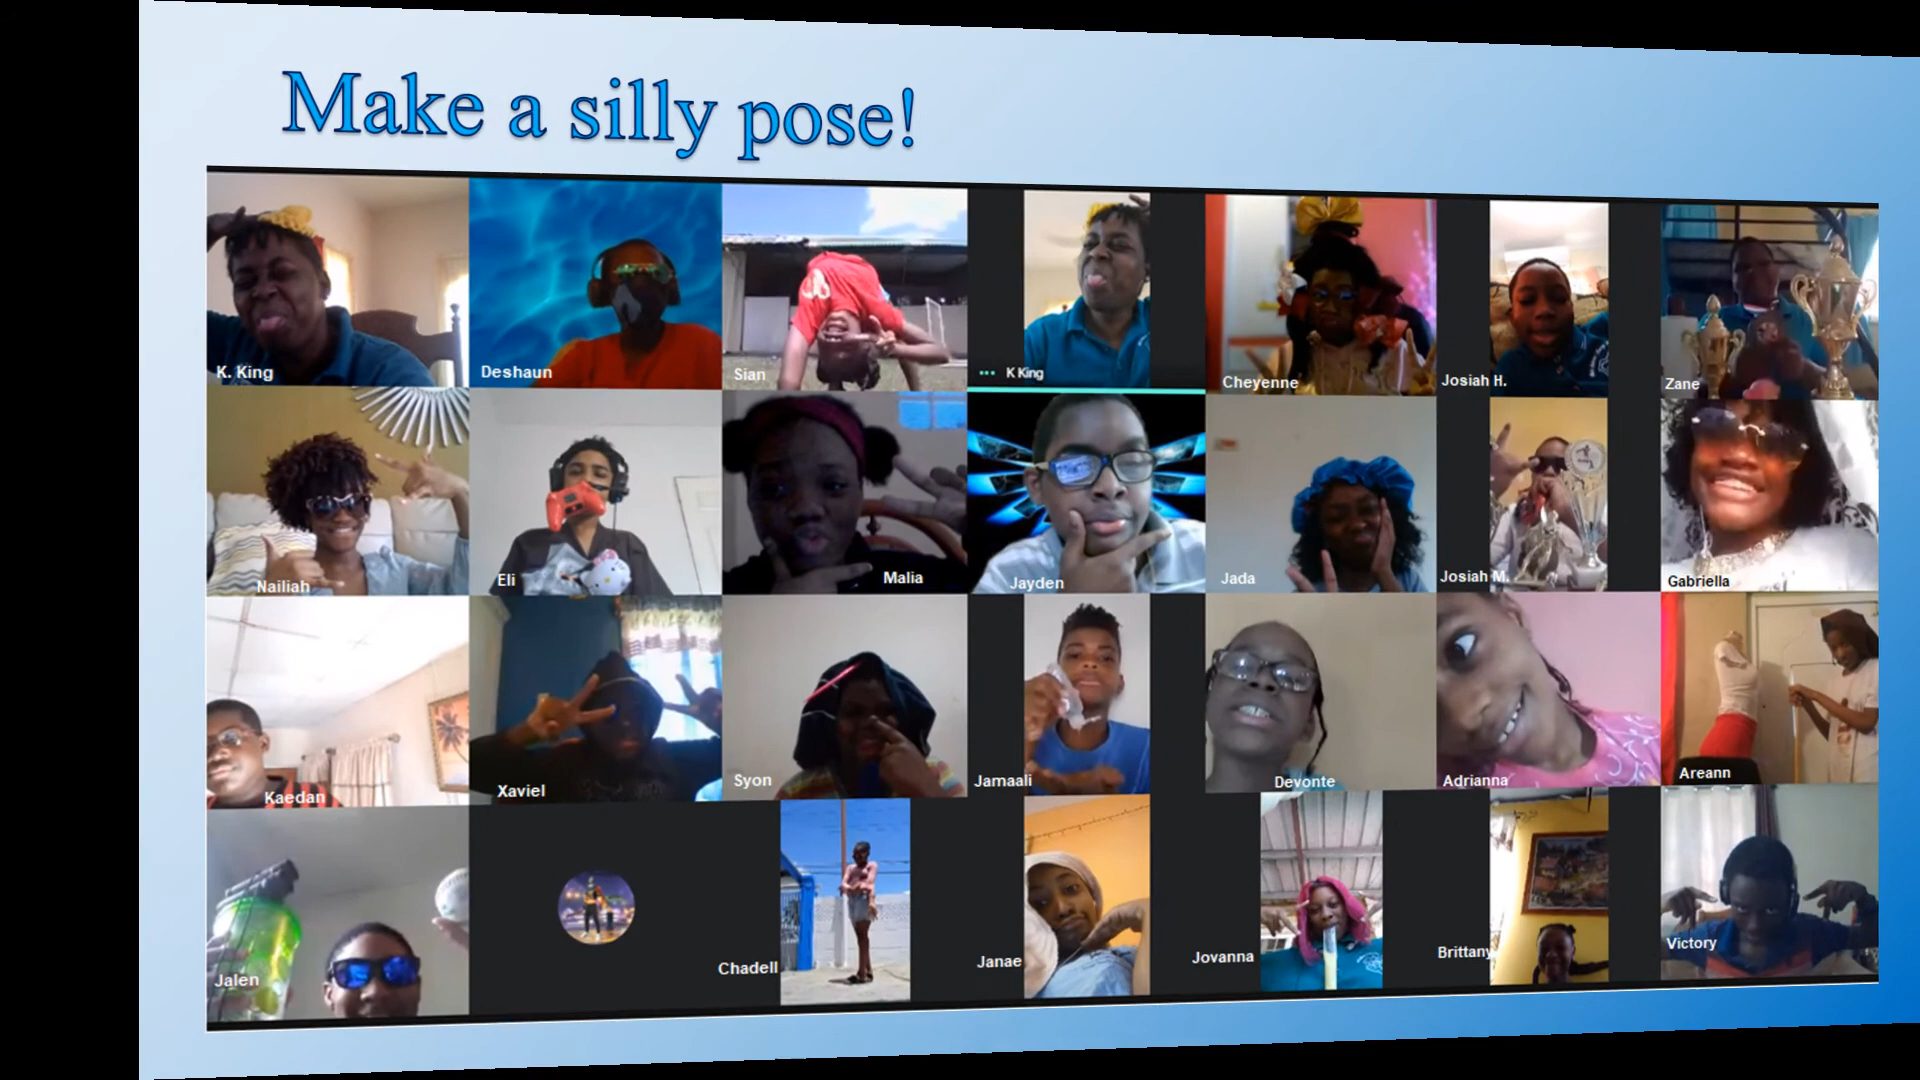 Make a silly pose!
K. King
Deshaun
Sian
K King
Cheyenne
Josiah H.
Zane
Nailiah
Eli
Malia
Jayden
Jada
Josiah M.
Gabriella
Kaedan
Xaviel
Syon
Jamaali
Devonte
Adrianna
Areann
Jalen
Chadell
Janae
Jovanna
Brittany
Victory